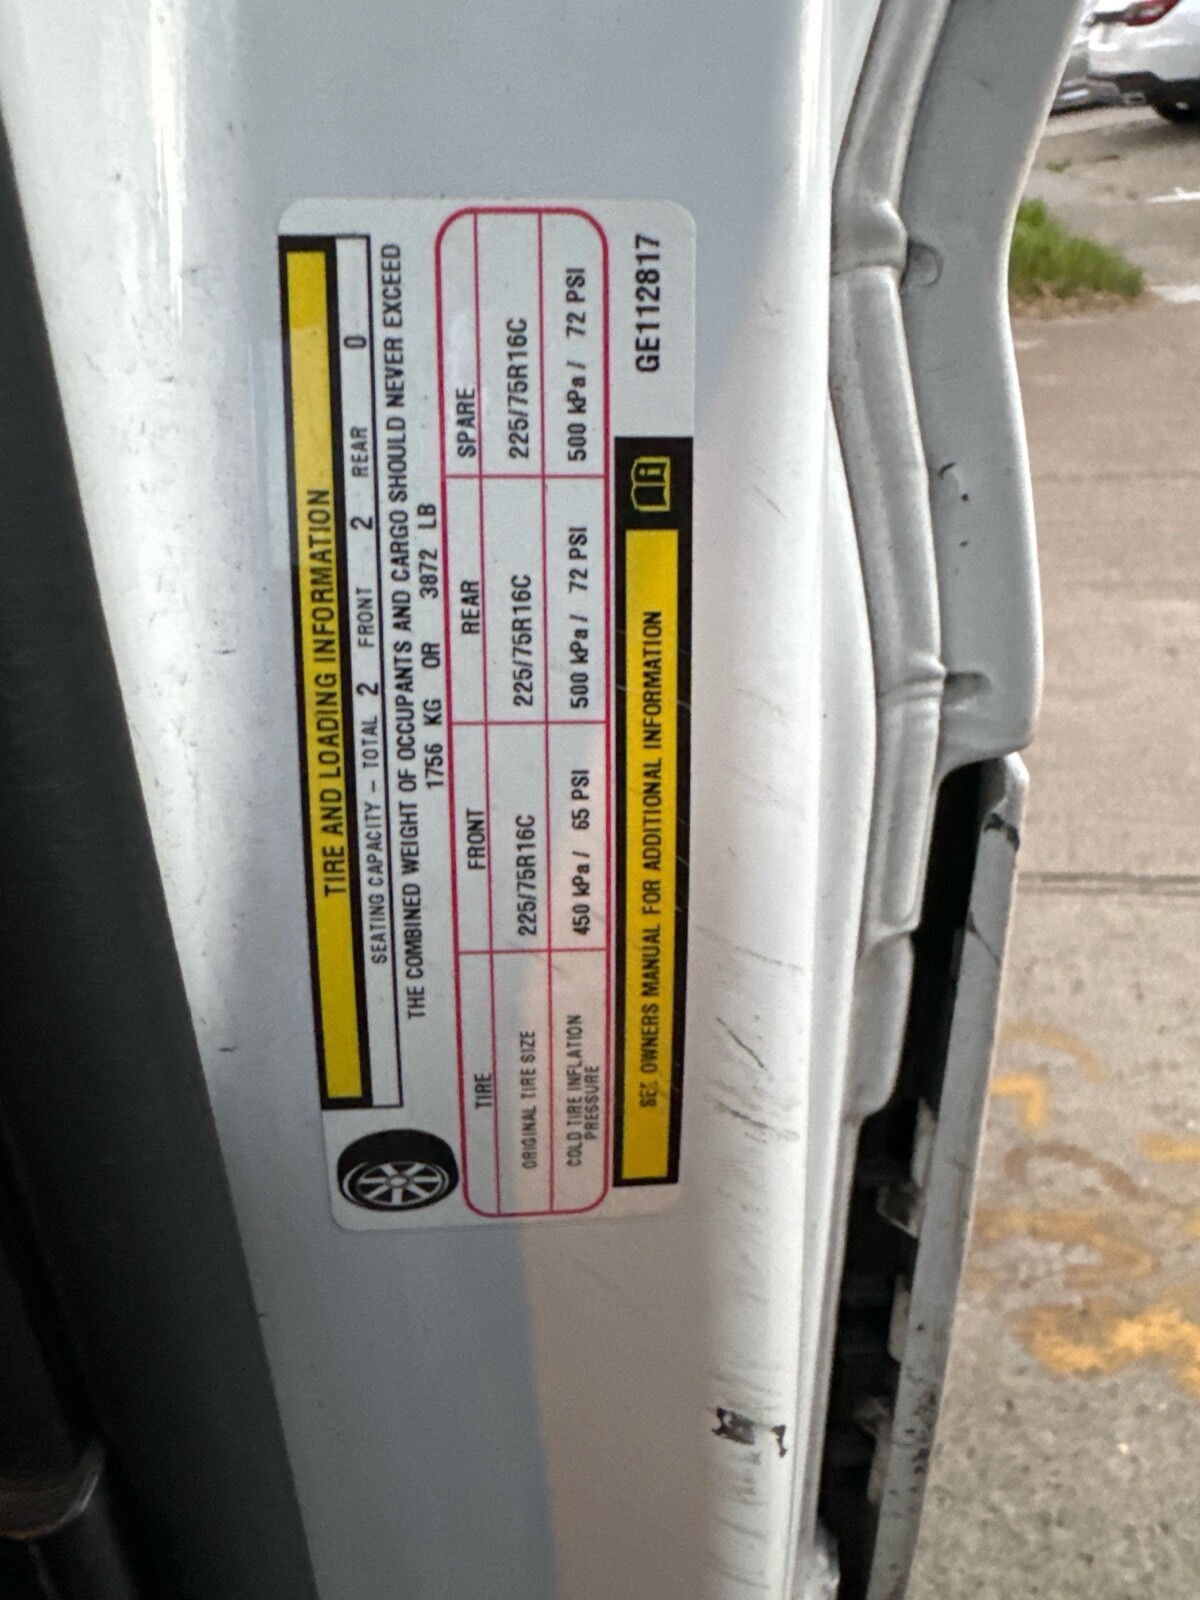 TIRE AND LOADING INFORMATION
SEATING CAPACITY – TOTAL 2 FRONT 2 REAR 0
THE COMBINED WEIGHT OF OCCUPANTS AND CARGO SHOULD NEVER EXCEED
1756 KG OR 3872 LB
TIRE FRONT REAR SPARE
ORIGINAL TIRE SIZE 225/75R16C 225/75R16C 225/75R16C
COLD TIRE INFLATION PRESSURE 450 kPa/ 65 PSI 500 kPa/ 72 PSI 500 kPa/ 72 PSI
SEE OWNERS MANUAL FOR ADDITIONAL INFORMATION
GE112817